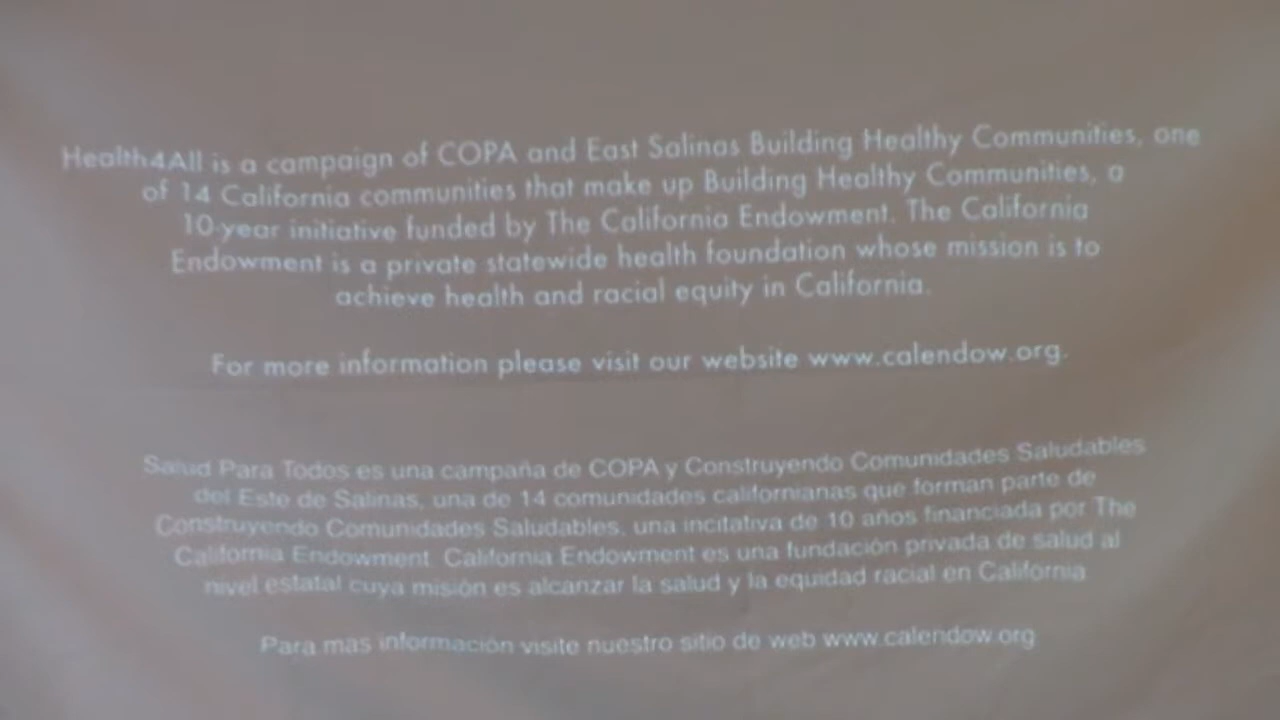 Health4All is a campaign of COPA and East Salinas Building Healthy Communities, one
of 14 California communities that make up Building Healthy Communities, a
10-year initiative funded by The California Endowment. The California
Endowment is a private statewide health foundation whose mission is to
achieve health and racial equity in California.
For more information please visit our website www.calendow.org.
Salud Para Todos es una campaña de COPA y Construyendo Comunidades Saludables
del Este de Salinas, una de 14 comunidades californianas que forman parte de
Construyendo Comunidades Saludables, una incitativa de 10 años financiada por The
California Endowment. California Endowment es una fundación privada de salud al
nivel estatal cuya misión es alcanzar la salud y la equidad racial en California
Para mas información visite nuestro sitio de web www.calendow.org